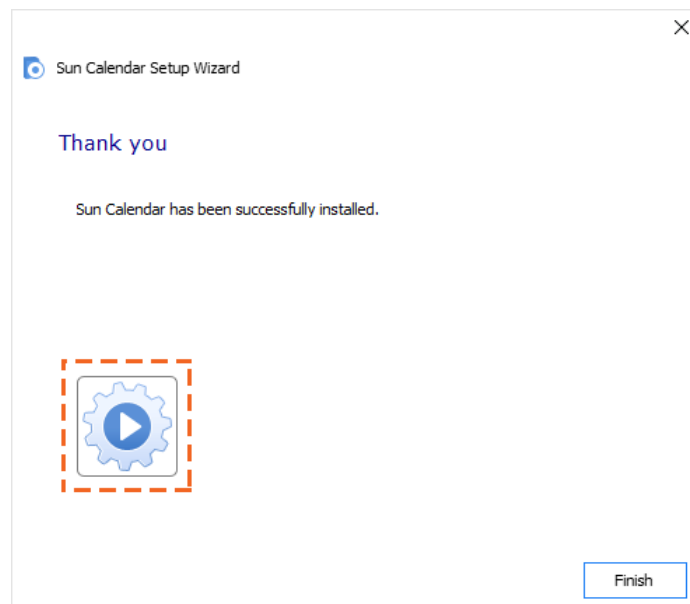 Sun Calendar Setup Wizard
Thank you
Sun Calendar has been successfully installed.
Finish